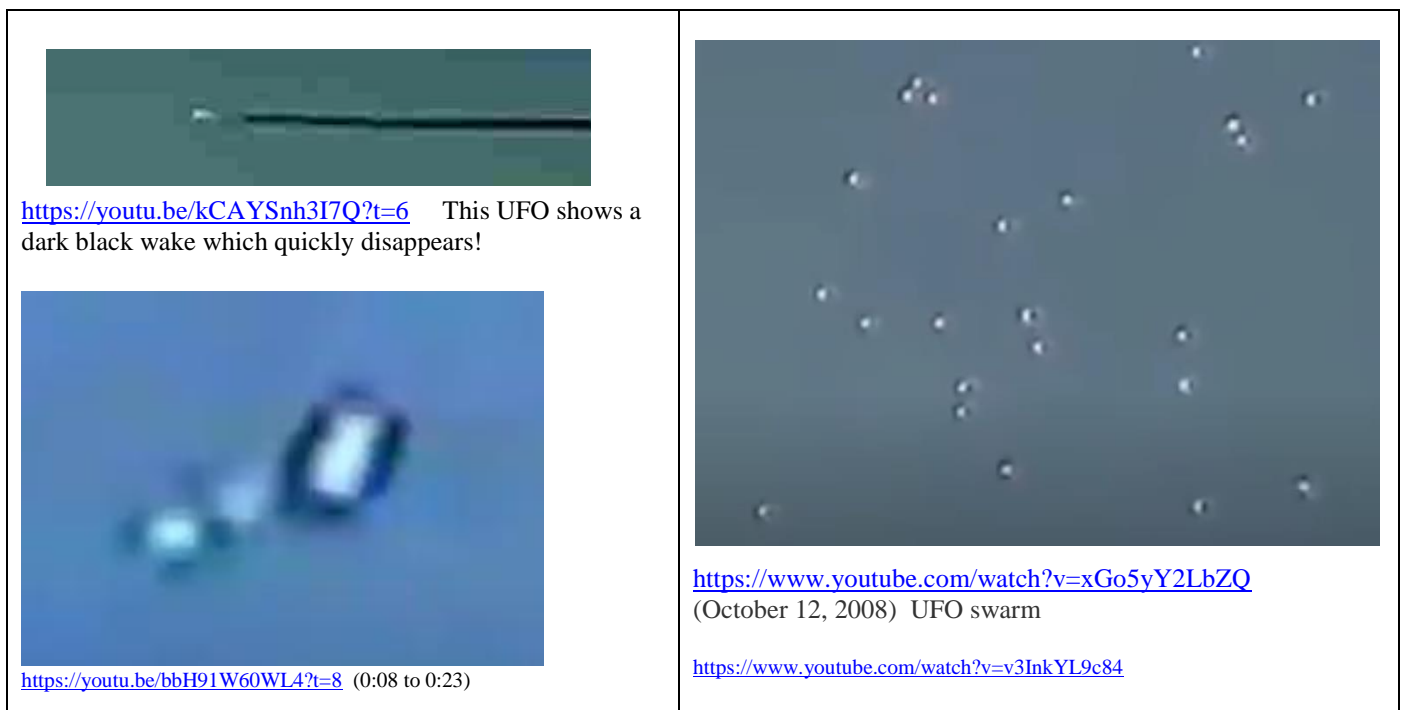 https://youtu.be/kCAYSnh3I7Q?t=6 This UFO shows a
dark black wake which quickly disappears!
https://youtu.be/bbH91W60WL4?t=8 (0:08 to 0:23)
https://www.youtube.com/watch?v=xGo5yY2LbZQ
(October 12, 2008) UFO swarm
https://www.youtube.com/watch?v=v3InkYL9c84